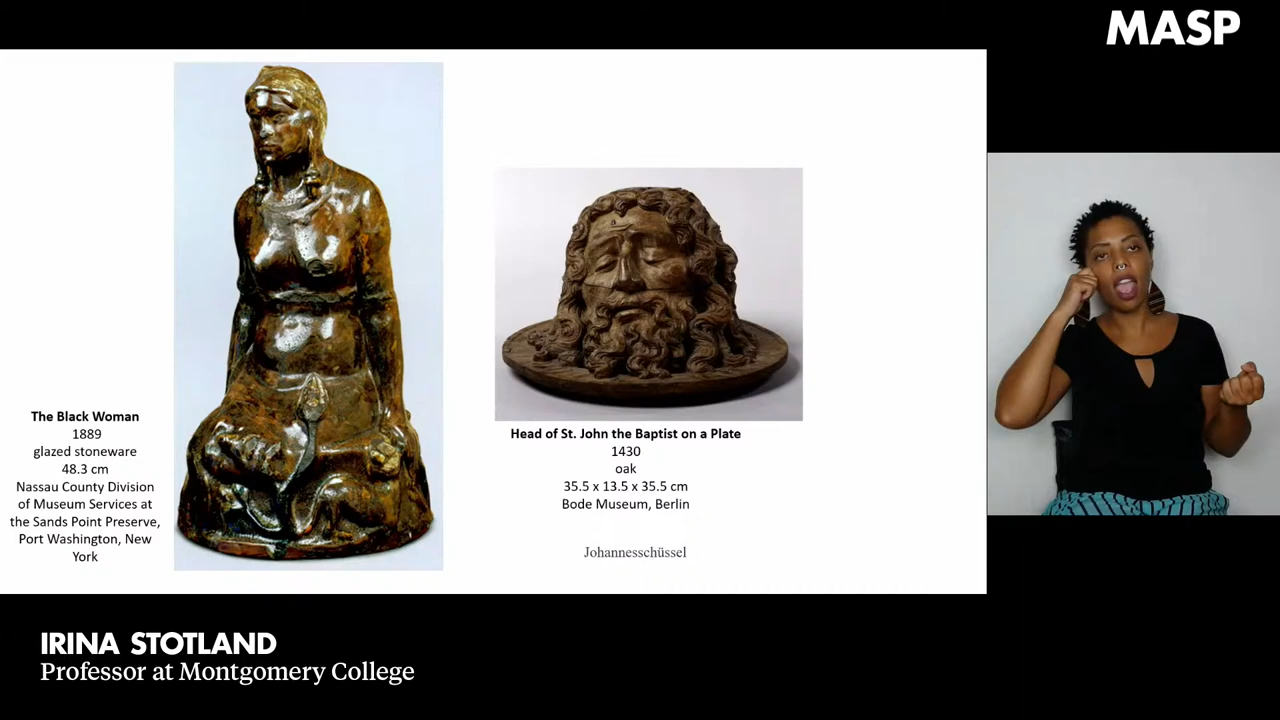 MASP
The Black Woman
1889
glazed stoneware
48.3 cm
Nassau County Division
of Museum Services at
the Sands Point Preserve,
Port Washington, New
York
Head of St. John the Baptist on a Plate
1430
oak
35.5 x 13.5 x 35.5 cm
Bode Museum, Berlin
Johannesschüssel
IRINA STOTLAND
Professor at Montgomery College